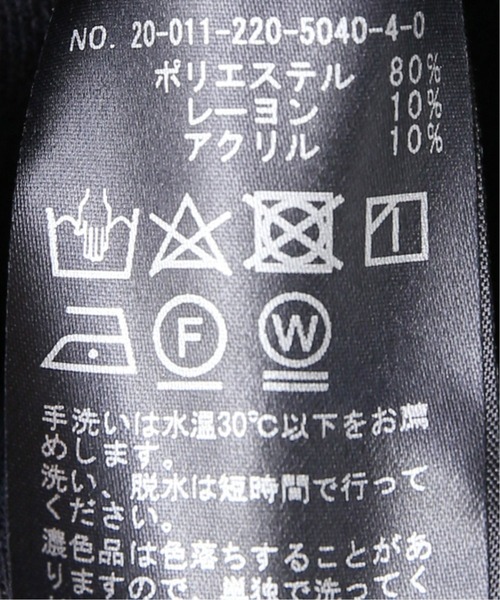 NO. 20-011-220-5040-4-0
ポリエステル 80%
レーヨン 10%
アクリル 10%
F W
手洗いは水温30℃以下をお薦
めします。
洗い、脱水は短時間で行って
ください。
濃色品は色落ちすることがあ
りますので、単独で洗ってく